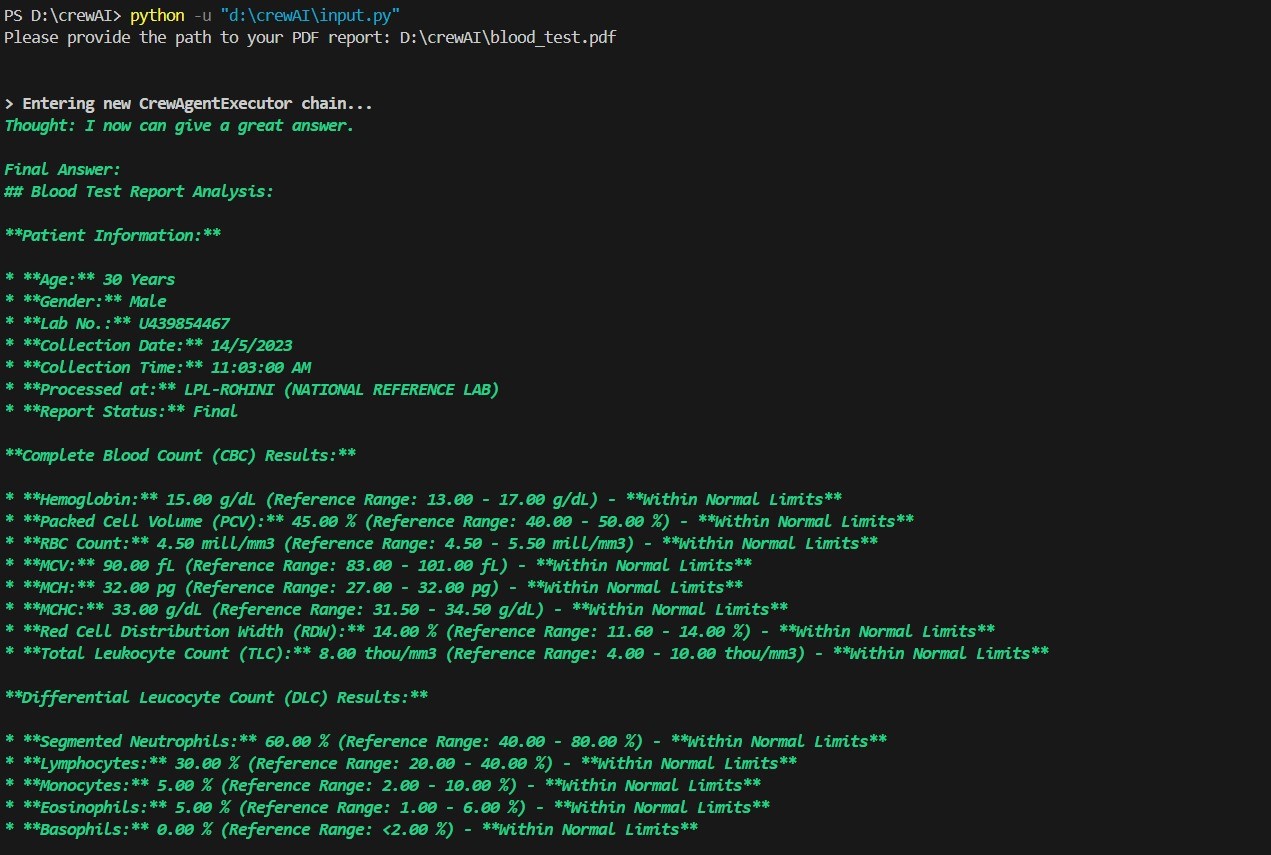 PS D:\crewAI> python -u "d:\crewAI\input.py"
Please provide the path to your PDF report: D:\crewAI\blood_test.pdf
> Entering new CrewAgentExecutor chain...
Thought: I now can give a great answer.
Final Answer:
## Blood Test Report Analysis:
**Patient Information:**
* **Age:** 30 Years
* **Gender:** Male
* **Lab No.:** U439854467
* **Collection Date:** 14/5/2023
* **Collection Time:** 11:03:00 AM
* **Processed at:** LPL-ROHINI (NATIONAL REFERENCE LAB)
* **Report Status:** Final
**Complete Blood Count (CBC) Results:**
* **Hemoglobin:** 15.00 g/dL (Reference Range: 13.00 - 17.00 g/dL) - **Within Normal Limits**
* **Packed Cell Volume (PCV):** 45.00 % (Reference Range: 40.00 - 50.00 %) - **Within Normal Limits**
* **RBC Count:** 4.50 mill/mm3 (Reference Range: 4.50 - 5.50 mill/mm3) - **Within Normal Limits**
* **MCV:** 90.00 fL (Reference Range: 83.00 - 101.00 fL) - **Within Normal Limits**
* **MCH:** 32.00 pg (Reference Range: 27.00 - 32.00 pg) - **Within Normal Limits**
* **MCHC:** 33.00 g/dL (Reference Range: 31.50 - 34.50 g/dL) - **Within Normal Limits**
* **Red Cell Distribution Width (RDW):** 14.00 % (Reference Range: 11.60 - 14.00 %) - **Within Normal Limits**
* **Total Leukocyte Count (TLC):** 8.00 thou/mm3 (Reference Range: 4.00 - 10.00 thou/mm3) - **Within Normal Limits**
**Differential Leucocyte Count (DLC) Results:**
* **Segmented Neutrophils:** 60.00 % (Reference Range: 40.00 - 80.00 %) - **Within Normal Limits**
* **Lymphocytes:** 30.00 % (Reference Range: 20.00 - 40.00 %) - **Within Normal Limits**
* **Monocytes:** 5.00 % (Reference Range: 2.00 - 10.00 %) - **Within Normal Limits**
* **Eosinophils:** 5.00 % (Reference Range: 1.00 - 6.00 %) - **Within Normal Limits**
* **Basophils:** 0.00 % (Reference Range: <2.00 %) - **Within Normal Limits**